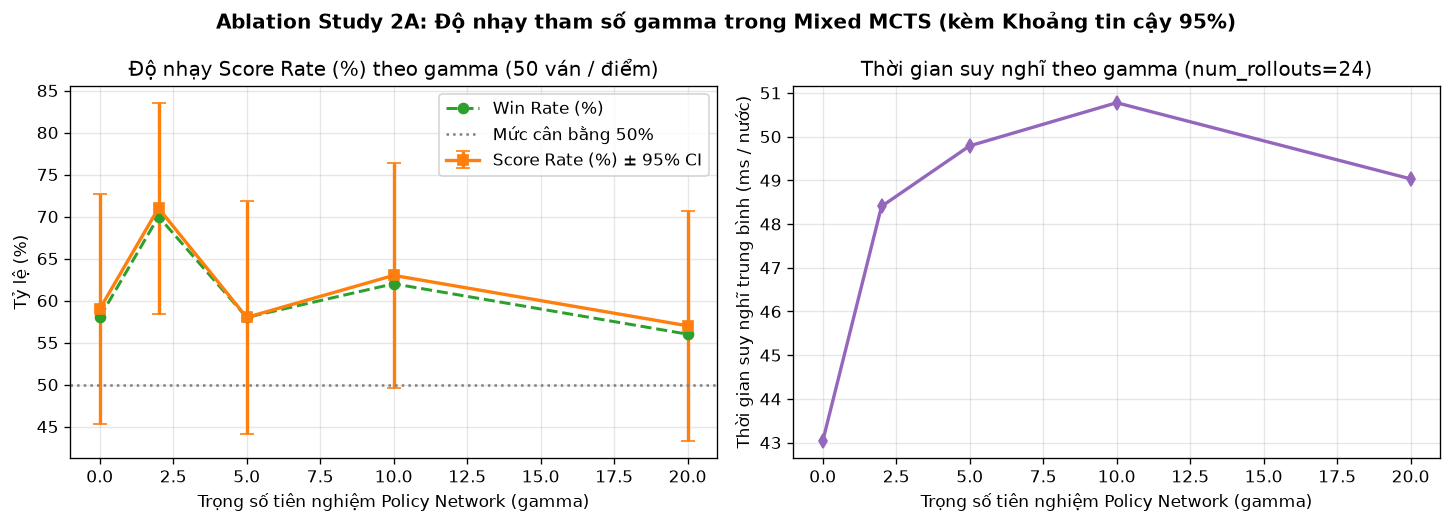 Ablation Study 2A: Độ nhạy tham số gamma trong Mixed MCTS (kèm Khoảng tin cậy 95%)
Độ nhạy Score Rate (%) theo gamma (50 ván / điểm)
Tỷ lệ (%)
85
80
75
70
65
60
55
50
45
Win Rate (%)
Mức cân bằng 50%
Score Rate (%) ± 95% CI
0.0 2.5 5.0 7.5 10.0 12.5 15.0 17.5 20.0
Trọng số tiên nghiệm Policy Network (gamma)
Thời gian suy nghĩ theo gamma (num_rollouts=24)
Thời gian suy nghĩ trung bình (ms / nước)
51
50
49
48
47
46
45
44
43
0.0 2.5 5.0 7.5 10.0 12.5 15.0 17.5 20.0
Trọng số tiên nghiệm Policy Network (gamma)